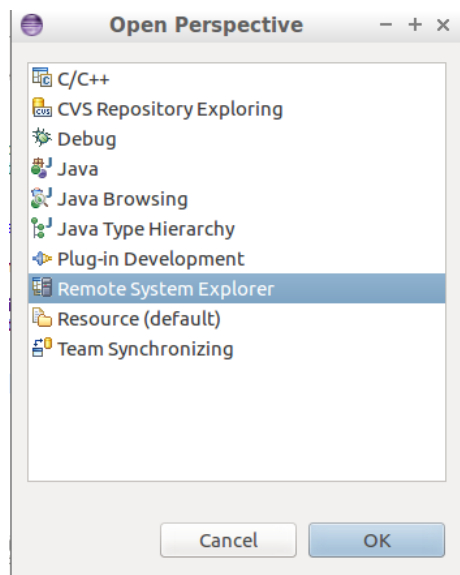 Open Perspective
C/C++
CVS Repository Exploring
Debug
Java
Java Browsing
Java Type Hierarchy
Plug-in Development
Remote System Explorer
Resource (default)
Team Synchronizing
Cancel
OK